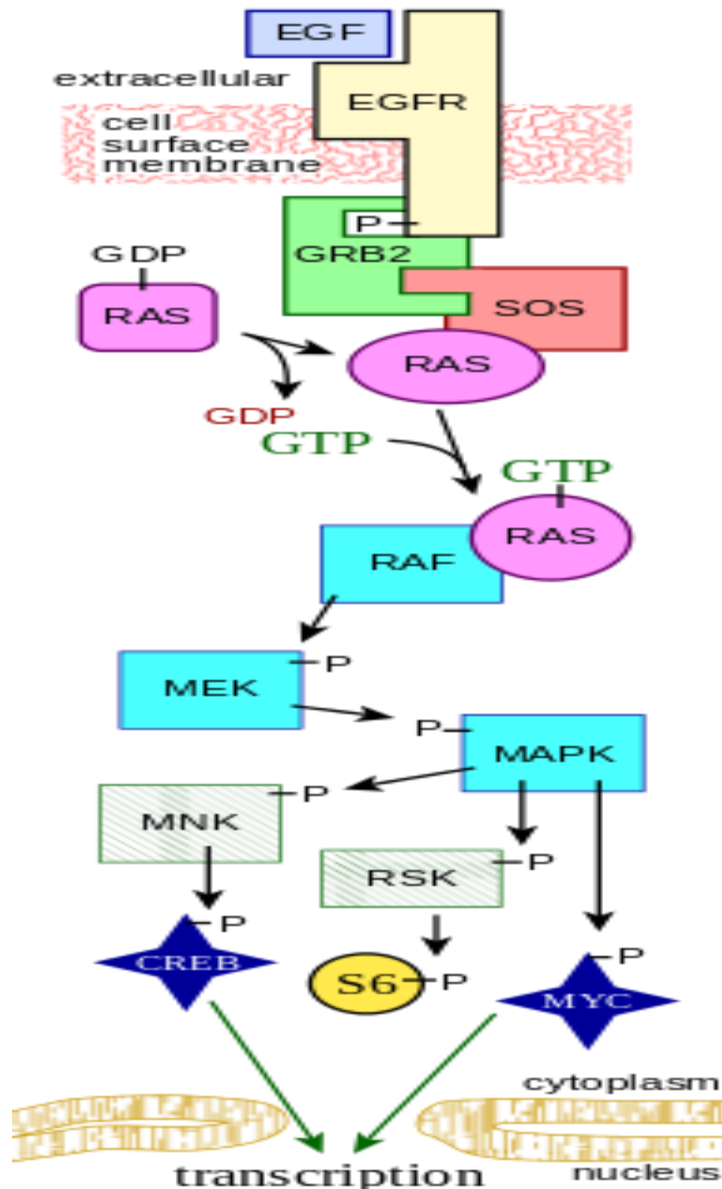 EGF
extracellular
EGFR
cell
surface
membrane
P
GRB2
GDP
RAS
SOS
RAS
GDP
GTP
GTP
RAS
RAF
P
MEK
P
MAPK
P
MNK
P
RSK
P
CREB
S6
P
P
MYC
cytoplasm
transcription
nucleus